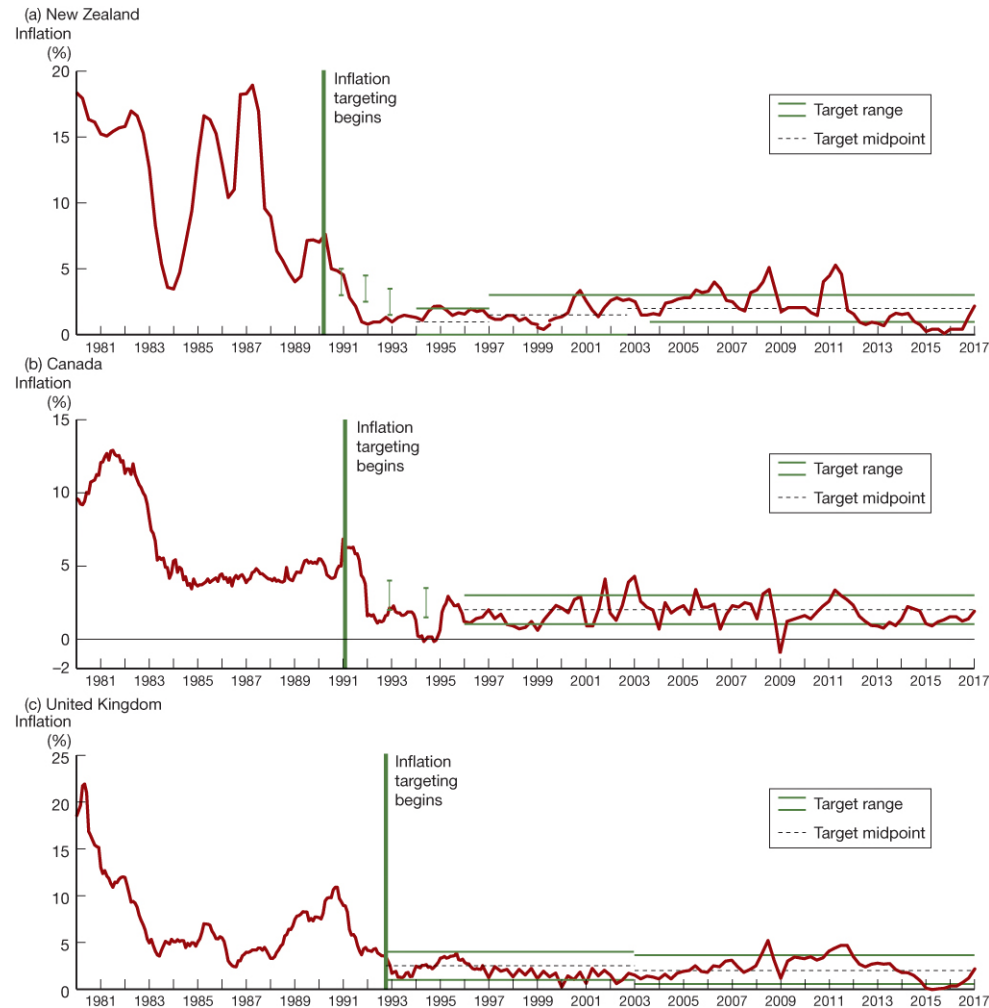 (a) New Zealand
Inflation
(%)
20
15
10
5
0
Inflation
targeting
begins
Target range
Target midpoint
1981 1983 1985 1987 1989 1991 1993 1995 1997 1999 2001 2003 2005 2007 2009 2011 2013 2015 2017
(b) Canada
Inflation
(%)
15
10
5
0
−2
Inflation
targeting
begins
Target range
Target midpoint
1981 1983 1985 1987 1989 1991 1993 1995 1997 1999 2001 2003 2005 2007 2009 2011 2013 2015 2017
(c) United Kingdom
Inflation
(%)
25
20
15
10
5
0
Inflation
targeting
begins
Target range
Target midpoint
1981 1983 1985 1987 1989 1991 1993 1995 1997 1999 2001 2003 2005 2007 2009 2011 2013 2015 2017